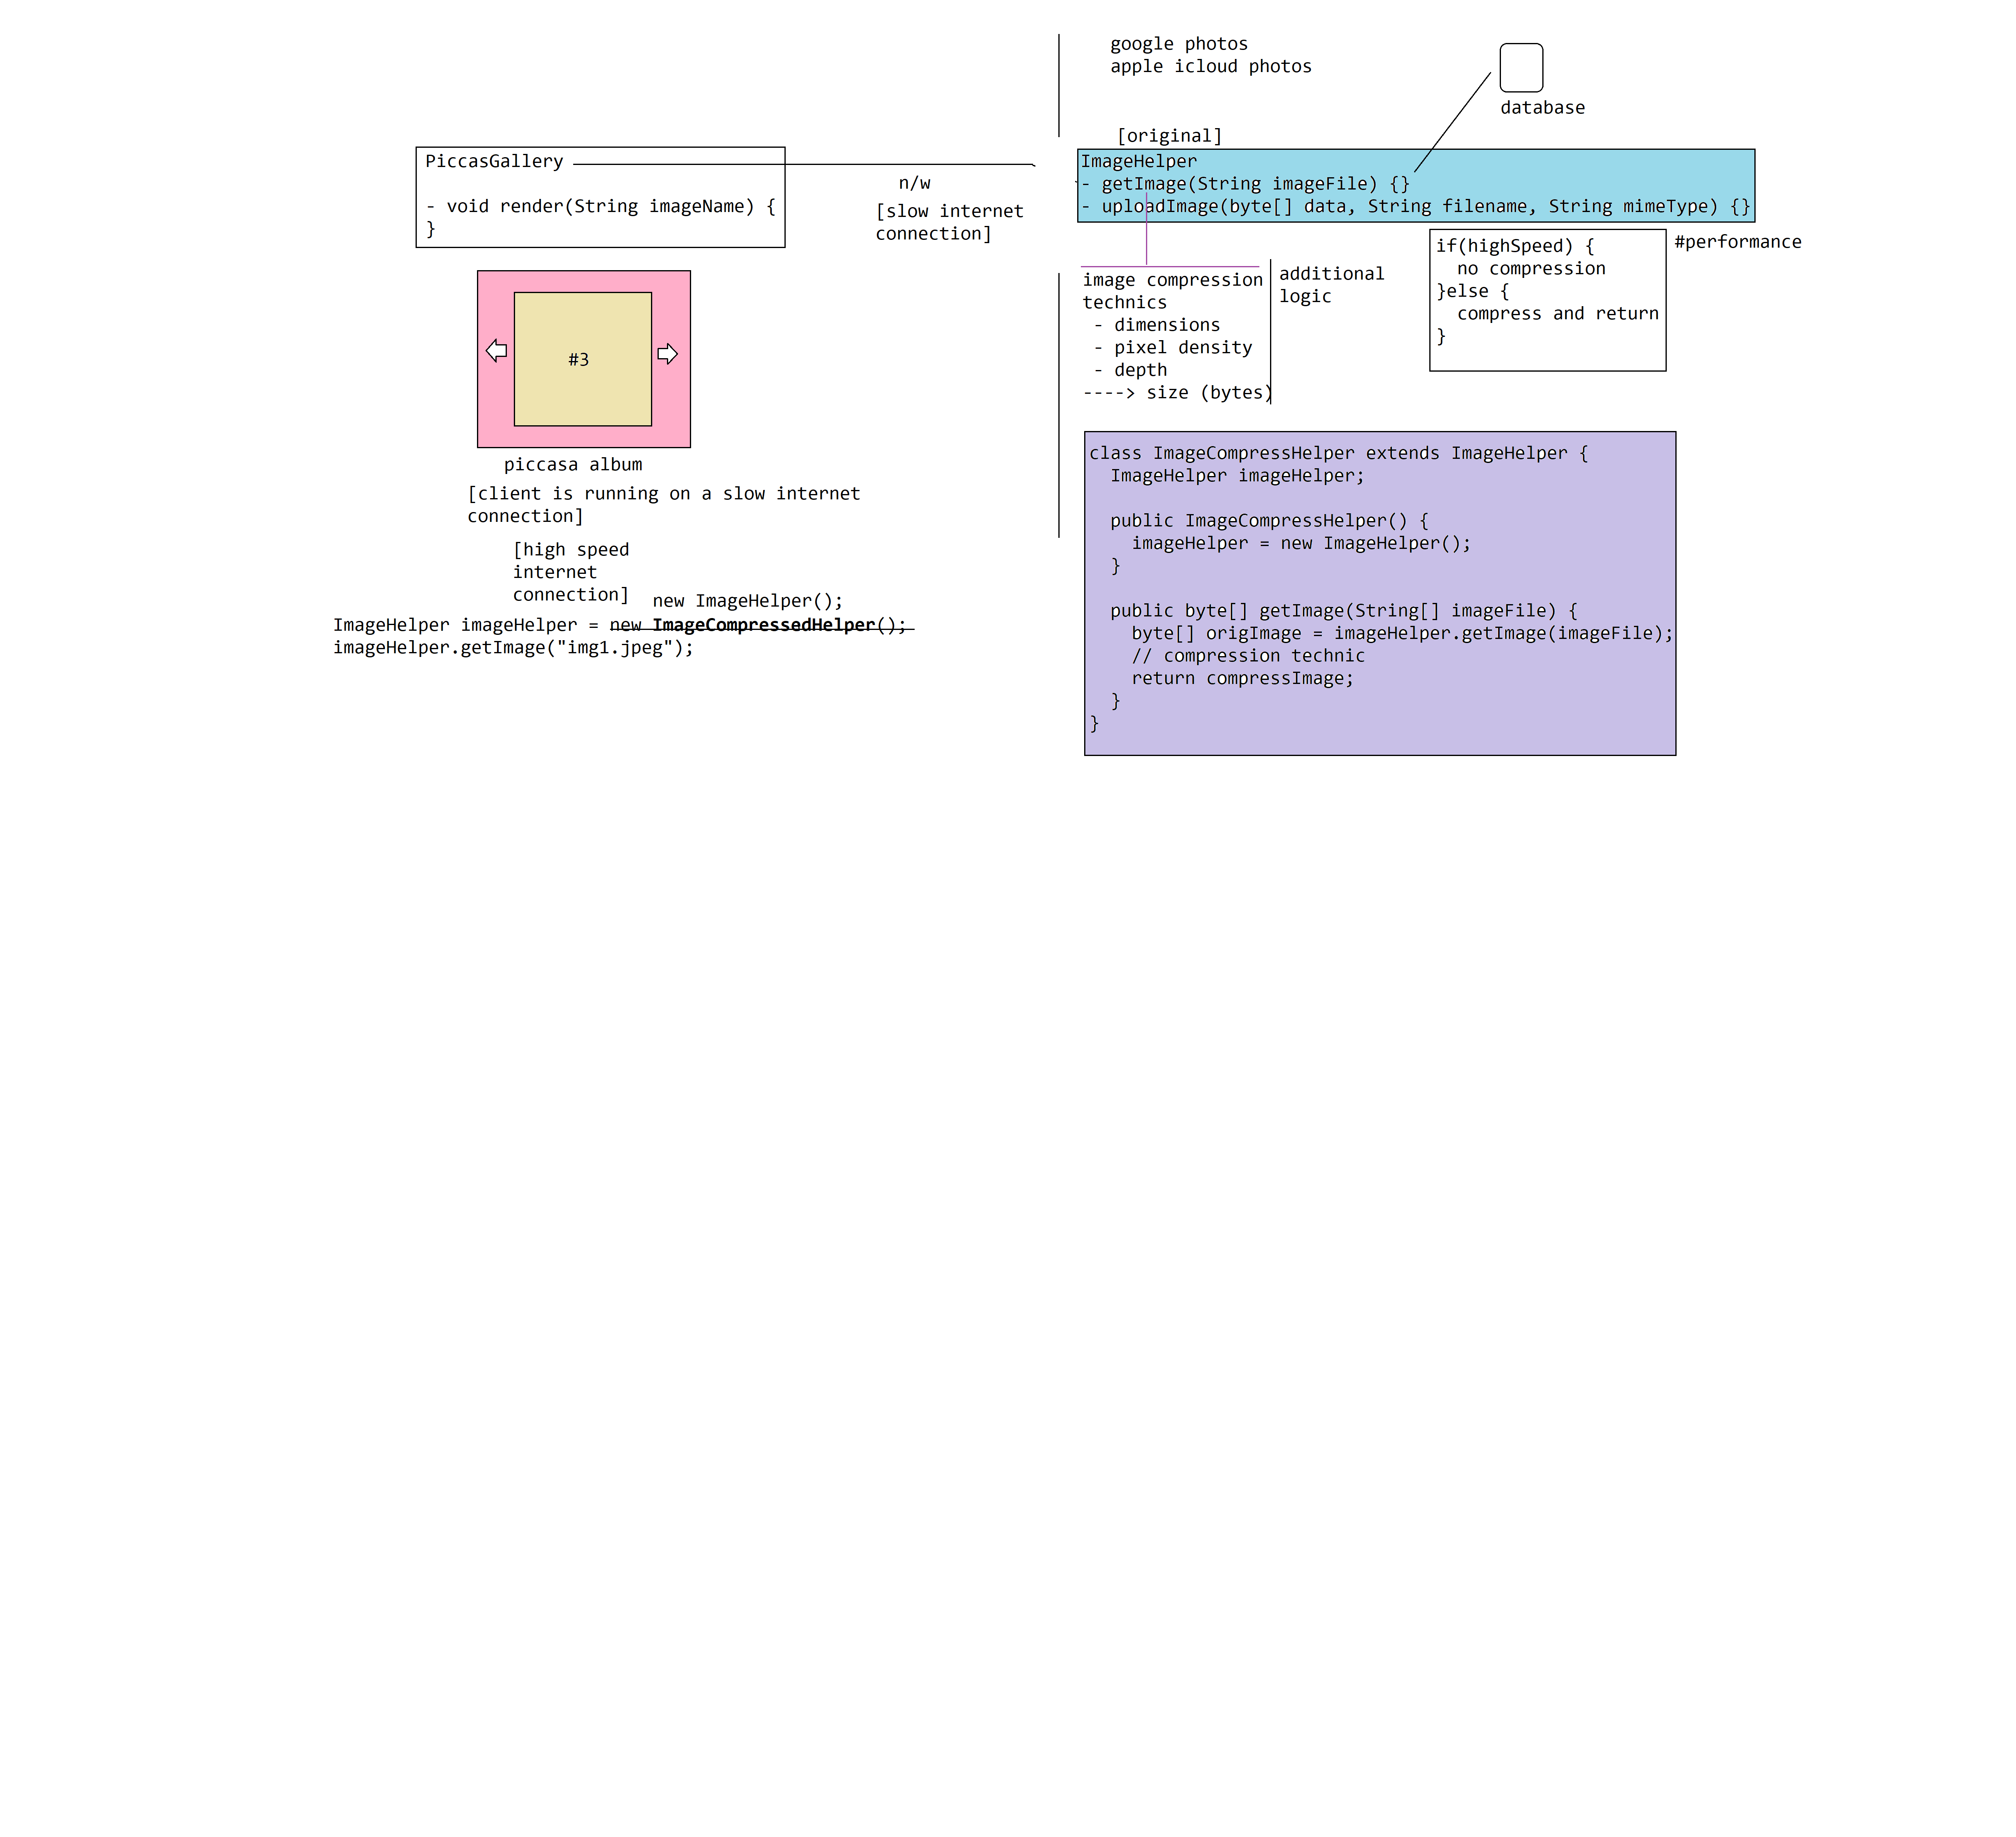 google photos
apple icloud photos
database
[original]
PiccasGallery
- void render(String imageName) {
}
n/w
[slow internet
connection]
ImageHelper
- getImage(String imageFile) {}
- uploadImage(byte[] data, String filename, String mimeType) {}
if(highSpeed) {
  no compression
}else {
  compress and return
}
#performance
image compression
technics
 - dimensions
 - pixel density
 - depth
----> size (bytes)
additional
logic
#3
piccasa album
[client is running on a slow internet
connection]
[high speed
internet
connection]
new ImageHelper();
ImageHelper imageHelper = new ImageCompressedHelper();
imageHelper.getImage("img1.jpeg");
class ImageCompressHelper extends ImageHelper {
  ImageHelper imageHelper;
  public ImageCompressHelper() {
    imageHelper = new ImageHelper();
  }
  public byte[] getImage(String[] imageFile) {
    byte[] origImage = imageHelper.getImage(imageFile);
    // compression technic
    return compressImage;
  }
}